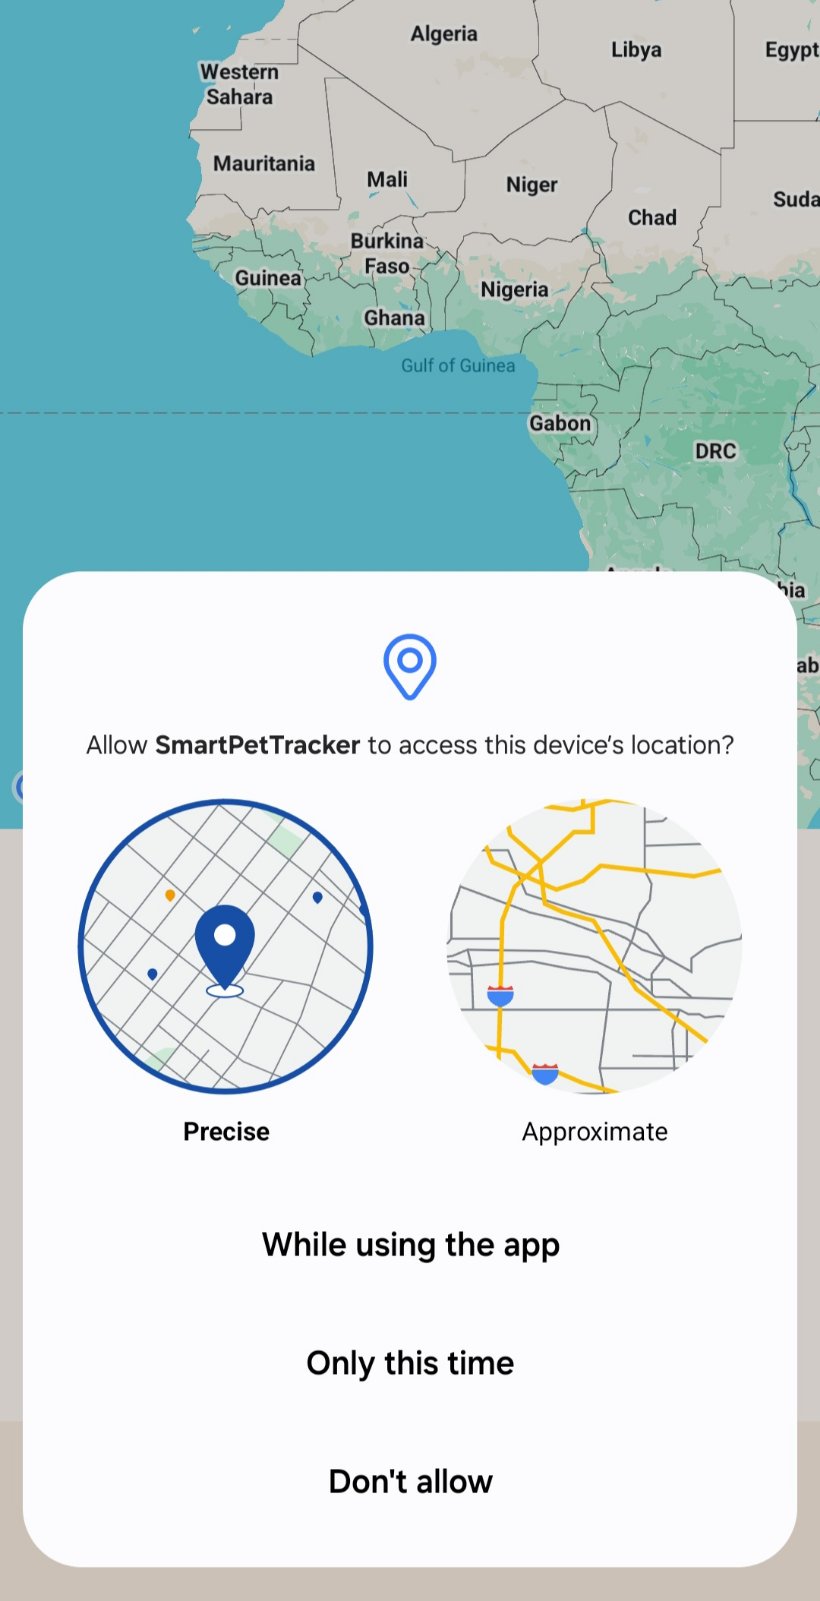 Algeria
Libya
Egypt
Western
Sahara
Mauritania
Mali
Niger
Chad
Suda
Burkina
Faso
Guinea
Nigeria
Ghana
Gulf of Guinea
Gabon
DRC
bia
ab
Allow SmartPetTracker to access this device's location?
Precise
Approximate
While using the app
Only this time
Don't allow